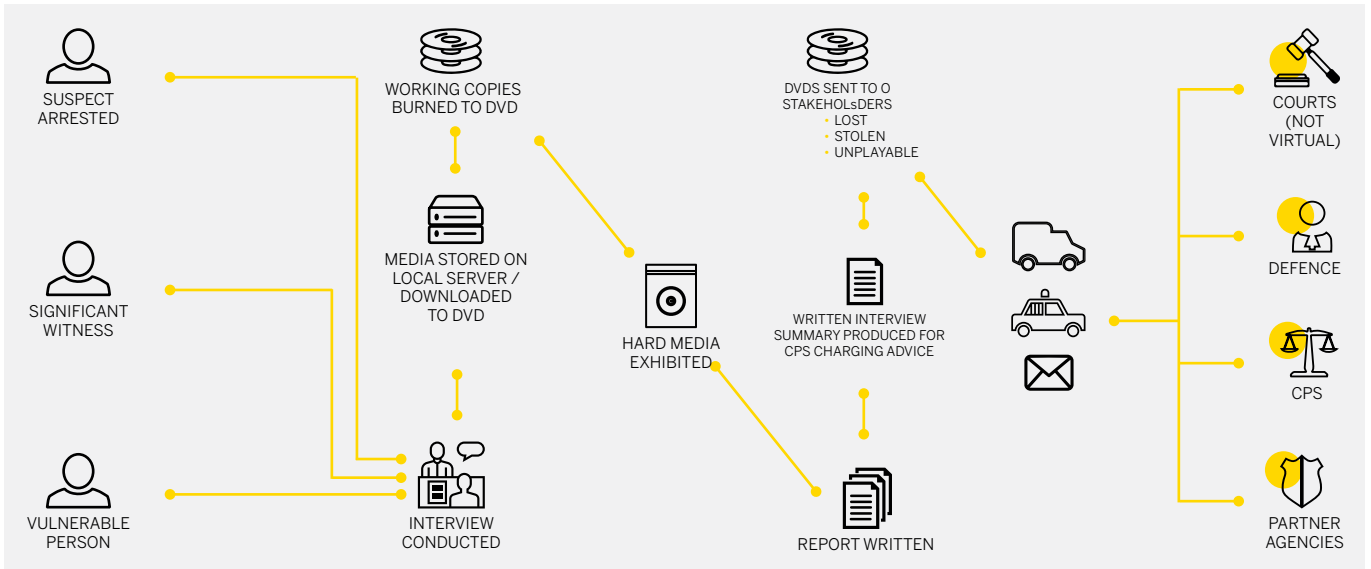 SUSPECT
ARRESTED
SIGNIFICANT
WITNESS
VULNERABLE
PERSON
WORKING COPIES
BURNED TO DVD
MEDIA STORED ON
LOCAL SERVER /
DOWNLOADED
TO DVD
INTERVIEW
CONDUCTED
HARD MEDIA
EXHIBITED
DVDS SENT TO O
STAKEHOLsDERS
• LOST
• STOLEN
• UNPLAYABLE
WRITTEN INTERVIEW
SUMMARY PRODUCED FOR
CPS CHARGING ADVICE
REPORT WRITTEN
COURTS
(NOT
VIRTUAL)
DEFENCE
CPS
PARTNER
AGENCIES